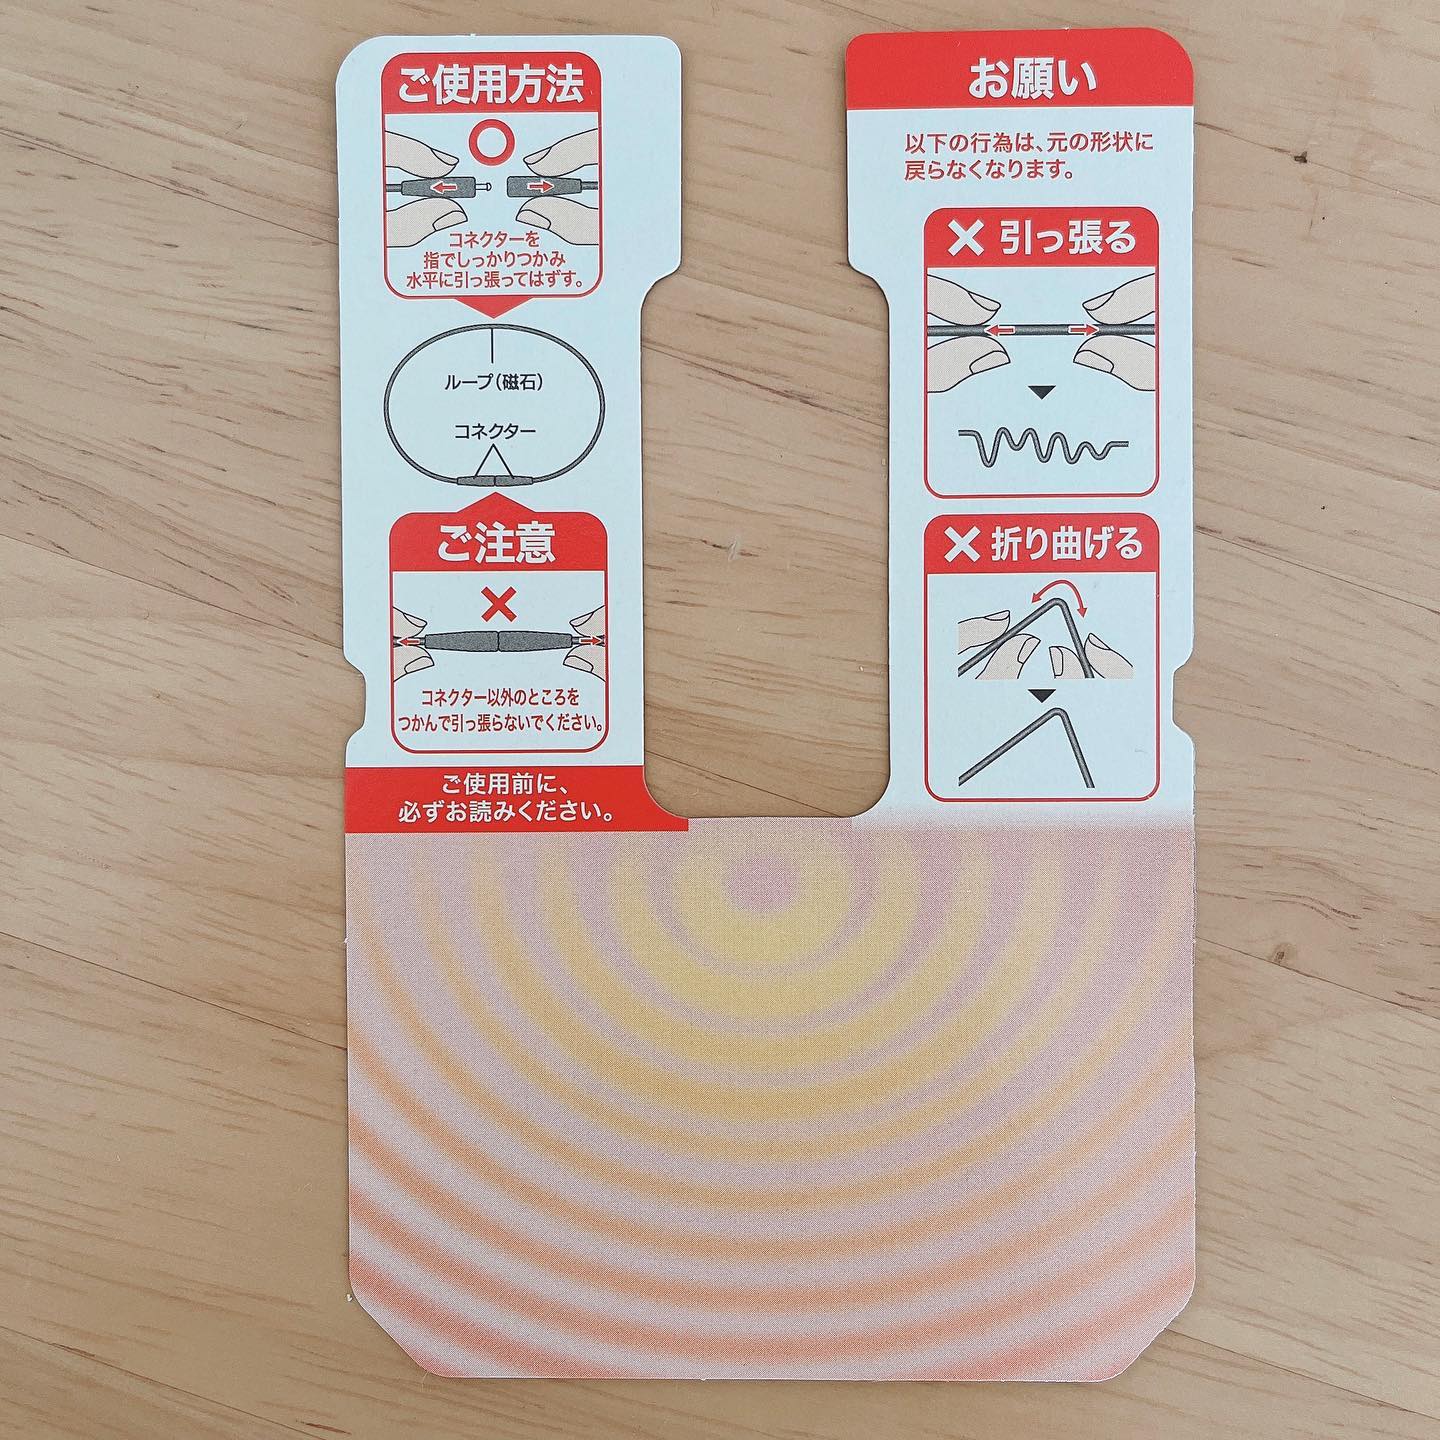 ご使用方法
コネクターを
指でしっかりつかみ
水平に引っ張ってはずす。
ループ(磁石)
コネクター
ご注意
コネクター以外のところを
つかんで引っ張らないでください。
ご使用前に、
必ずお読みください。
お願い
以下の行為は、元の形状に
戻らなくなります。
✕ 引っ張る
✕ 折り曲げる